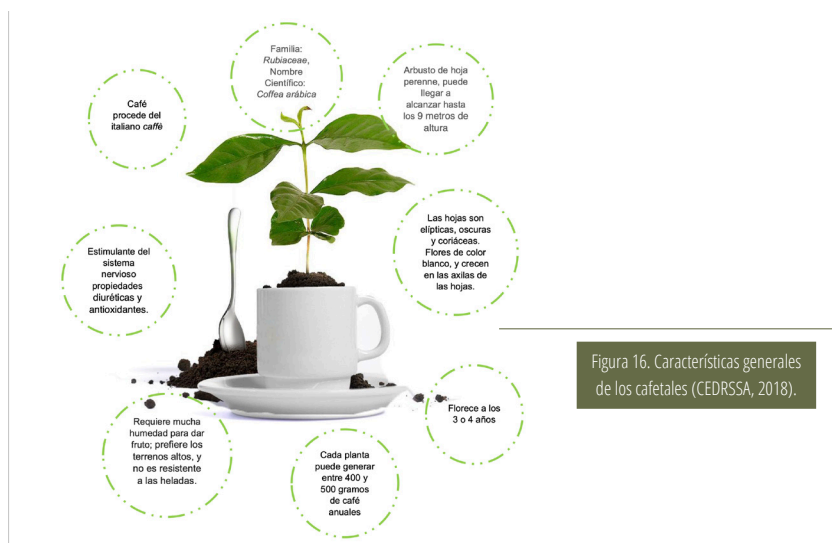 Familia:
Rubiaceae,
Nombre
Científico:
Coffea arábica
Arbusto de hoja
perenne, puede
llegar a
alcanzar hasta
los 9 metros de
altura
Café
procede del
italiano caffé
Las hojas son
elípticas, oscuras
y coriáceas.
Flores de color
blanco, y crecen
en las axilas de
las hojas.
Estimulante del
sistema
nervioso
propiedades
diuréticas y
antioxidantes.
Figura 16. Características generales
de los cafetales (CEDRSSA, 2018).
Florece a los
3 o 4 años
Requiere mucha
humedad para dar
fruto; prefiere los
terrenos altos, y
no es resistente
a las heladas.
Cada planta
puede generar
entre 400 y
500 gramos
de café
anuales